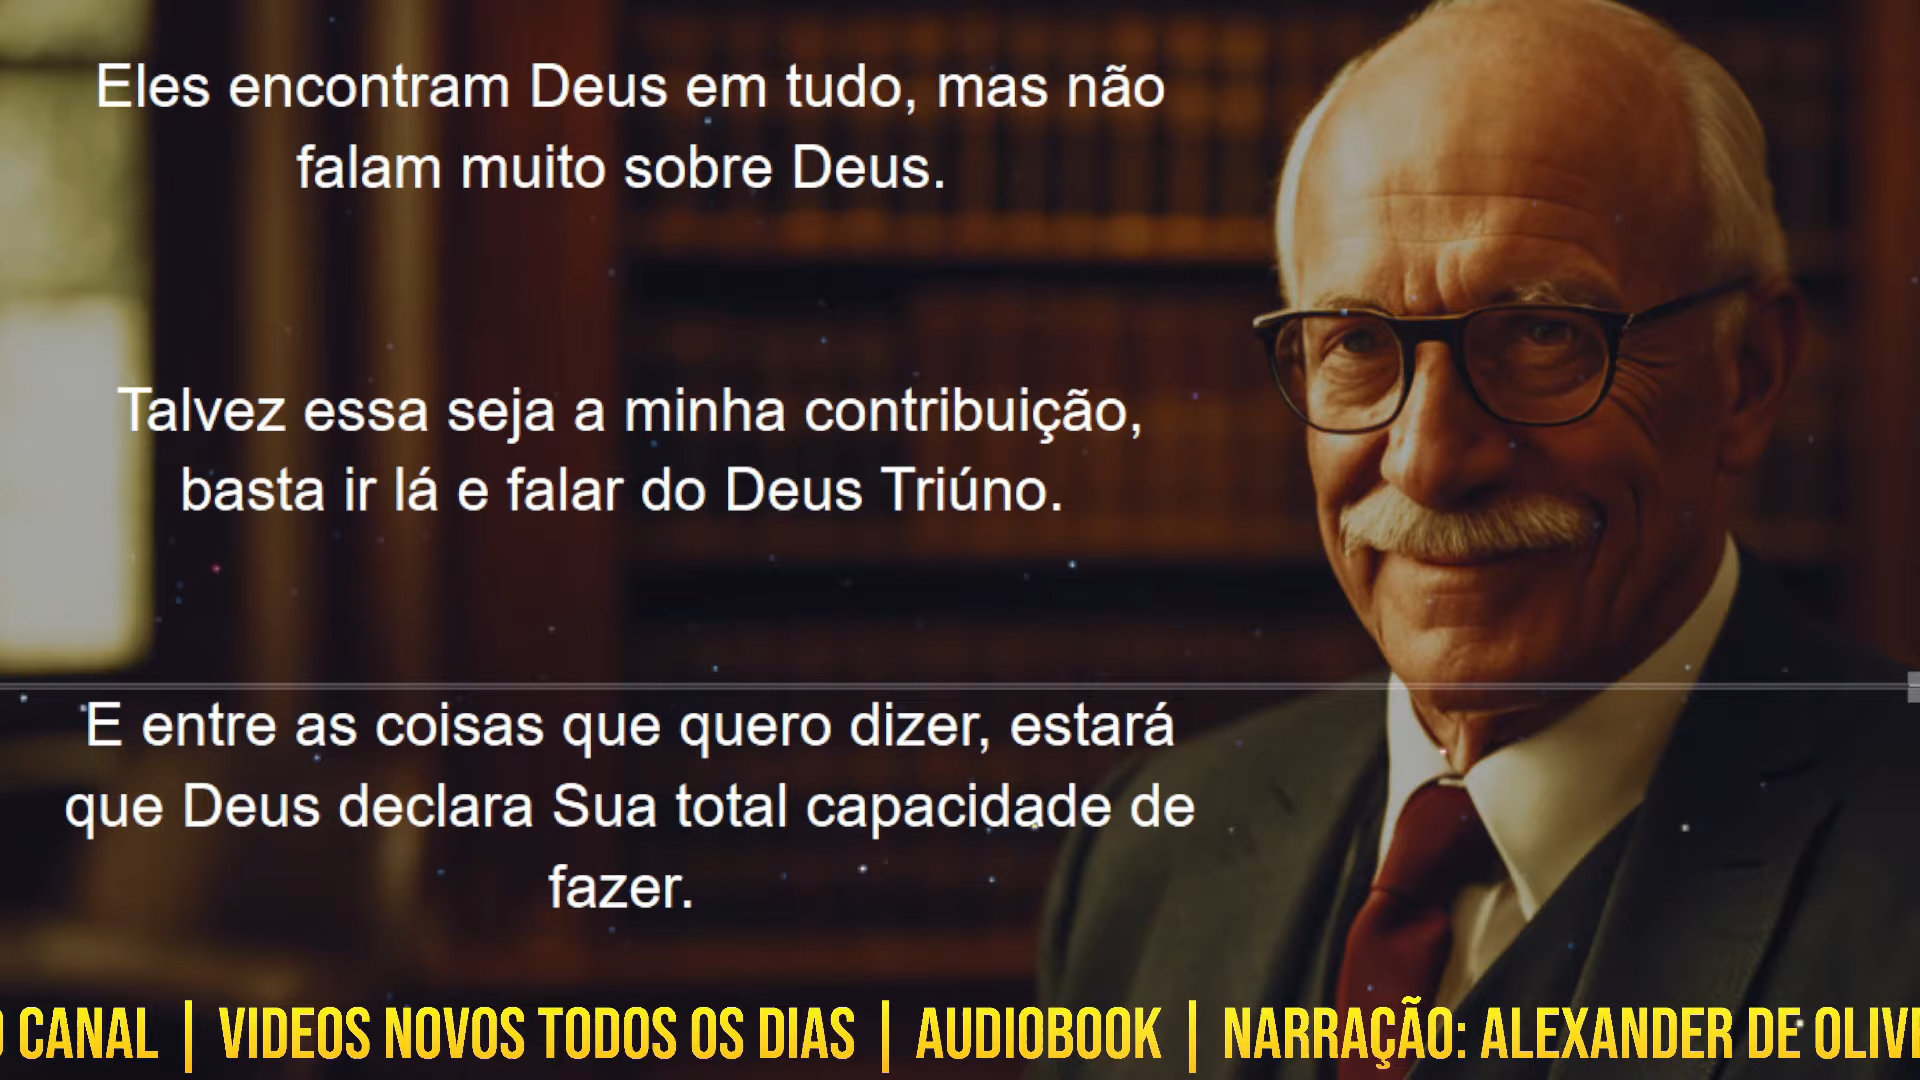 Eles encontram Deus em tudo, mas não
falam muito sobre Deus.
Talvez essa seja a minha contribuição,
basta ir lá e falar do Deus Triúno.
E entre as coisas que quero dizer, estará
que Deus declara Sua total capacidade de
fazer.
CANAL | VIDEOS NOVOS TODOS OS DIAS | AUDIOBOOK | NARRAÇÃO: ALEXANDER DE